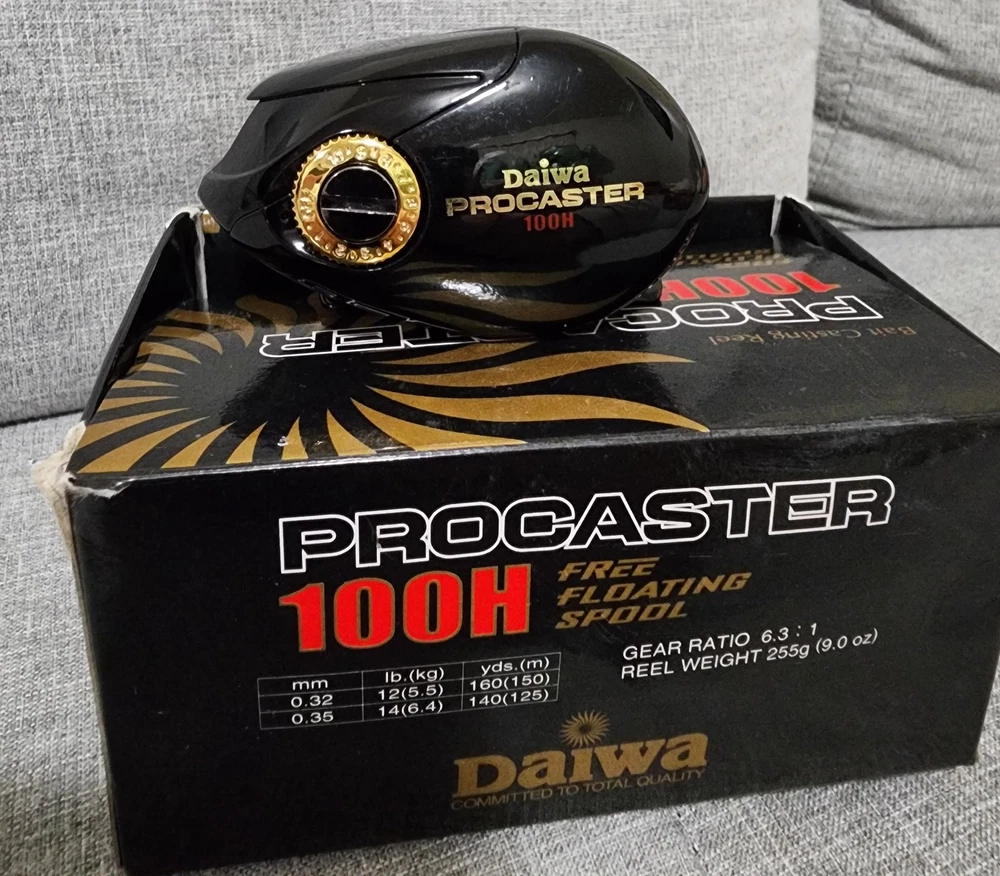 Daiwa
PROCASTER
100H
100H
PROCASTER
Bait Casting Reel
PROCASTER
100H
FREE
FLOATING
SPOOL
GEAR RATIO 6.3 : 1
REEL WEIGHT 255g (9.0 oz)
mm lb.(kg) yds.(m)
0.32 12(5.5) 160(150)
0.35 14(6.4) 140(125)
Daiwa
COMMITTED TO TOTAL QUALITY